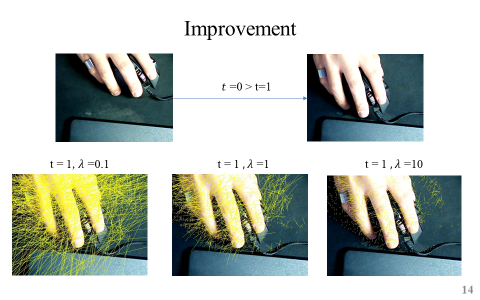 Improvement
t =0 > t=1
t = 1, λ =0.1
t = 1 , λ =1
t = 1 , λ =10
14